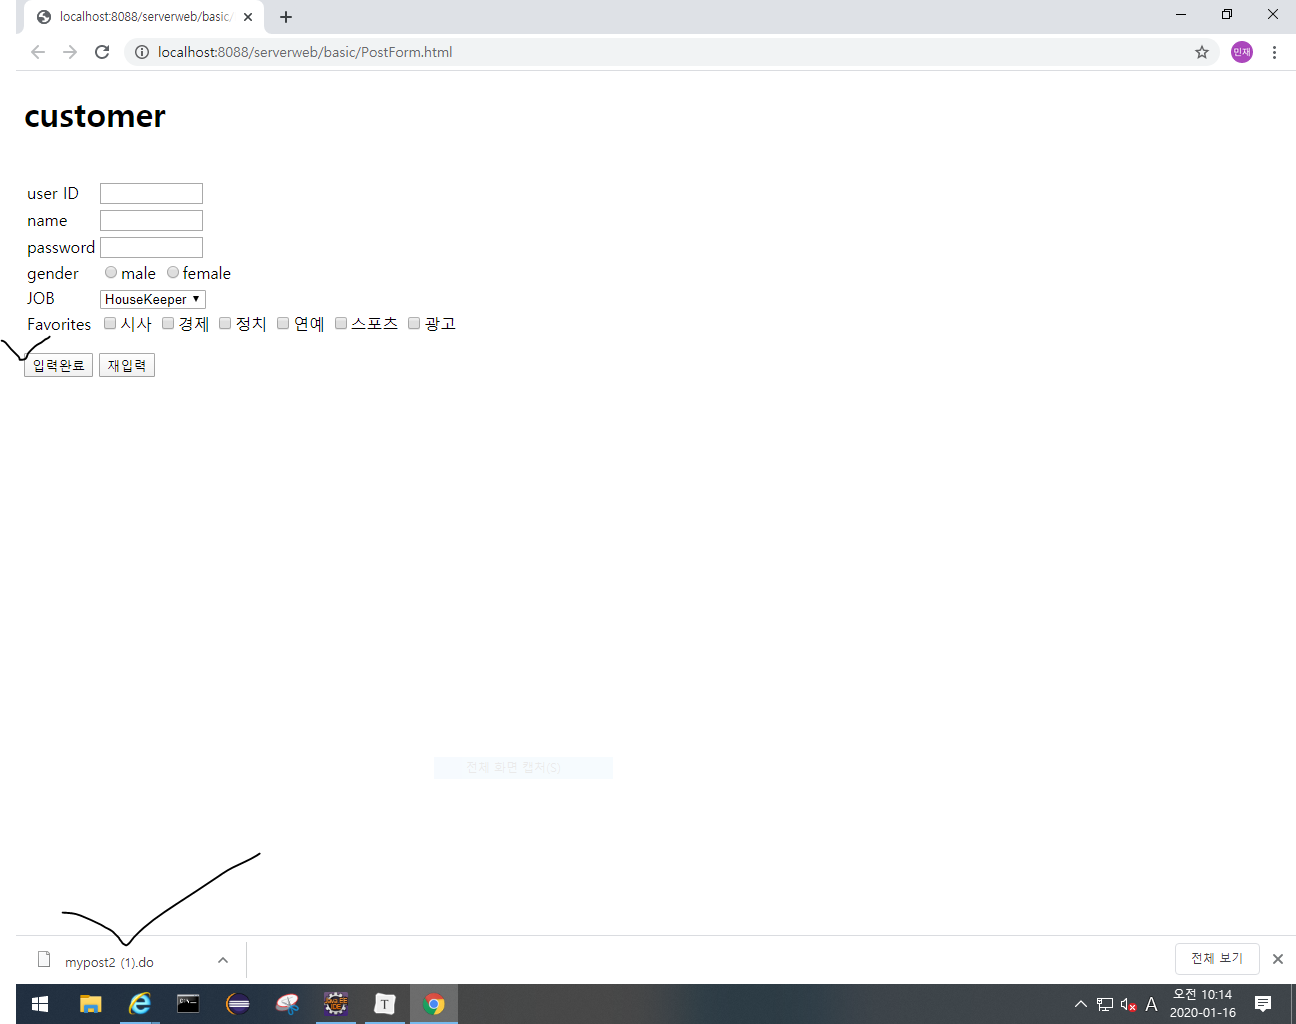 localhost:8088/serverweb/basic/
localhost:8088/serverweb/basic/PostForm.html
민재
customer
user ID
name
password
gender male female
JOB HouseKeeper
Favorites 시사 경제 정치 연예 스포츠 광고
입력완료 재입력
전체 화면 캡처(S)
mypost2 (1).do
전체 보기
T
A
오전 10:14
2020-01-16